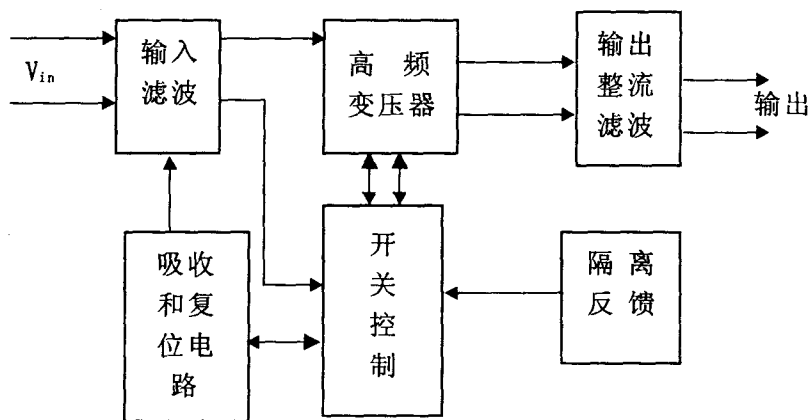 V_in
输入
滤波
高 频
变压器
输出
整流
滤波
输出
吸收
和复
位电
路
开
关
控
制
隔 离
反 馈